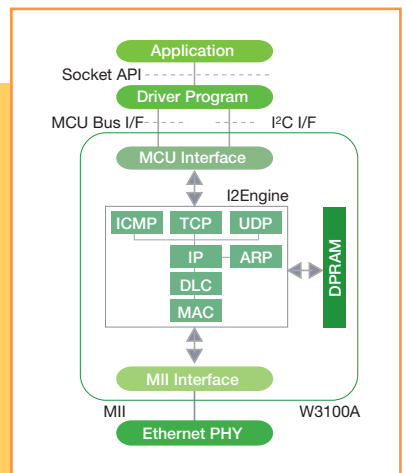 Application
Socket API
Driver Program
MCU Bus I/F I²C I/F
MCU Interface
I2Engine
ICMP TCP UDP
IP ARP
DLC
MAC
DPRAM
MII Interface
MII W3100A
Ethernet PHY